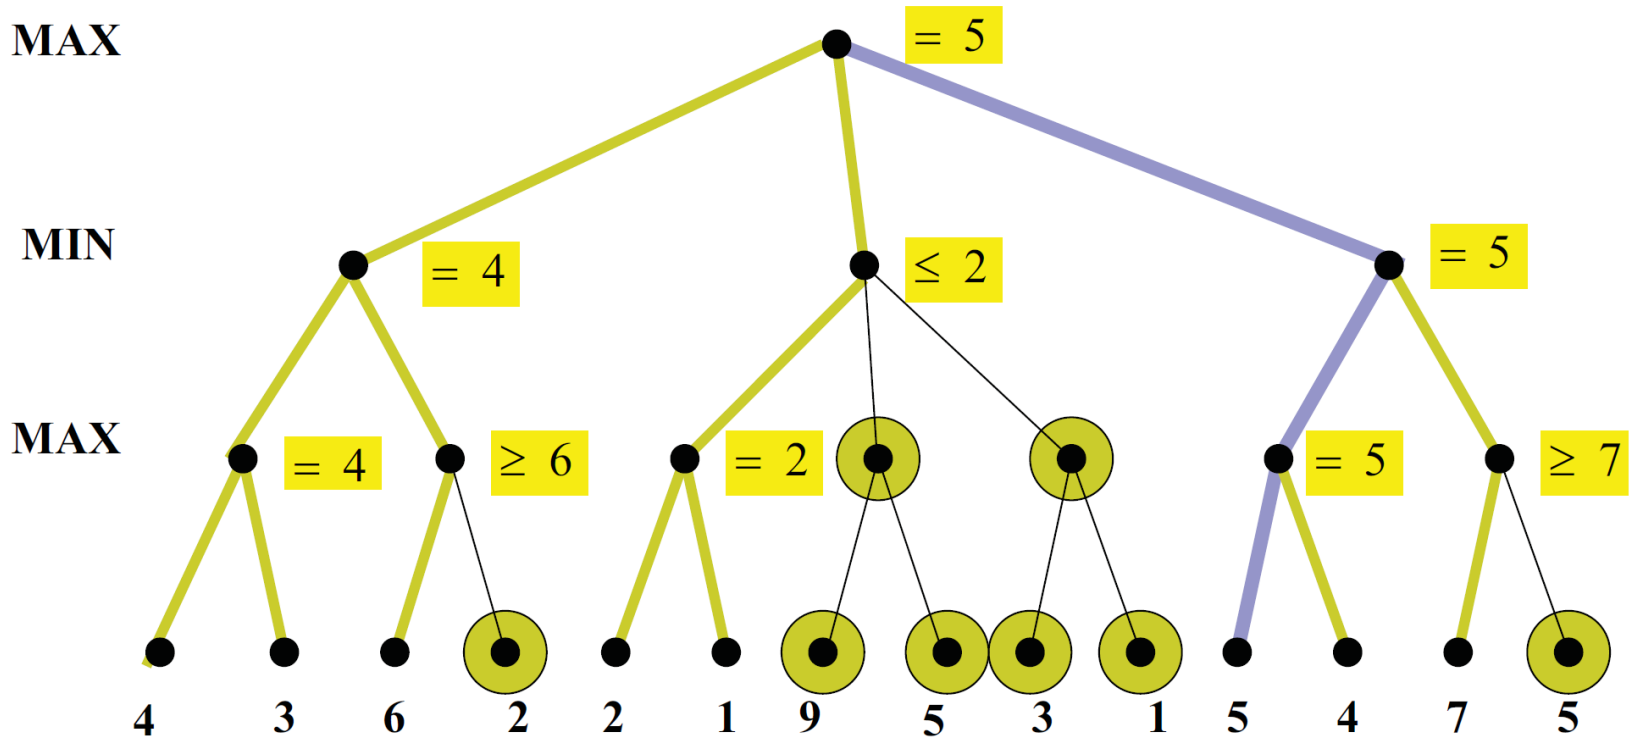 MAX = 5
MIN = 4 ≤ 2 = 5
MAX = 4 ≥ 6 = 2 = 5 ≥ 7
4 3 6 2 2 1 9 5 3 1 5 4 7 5